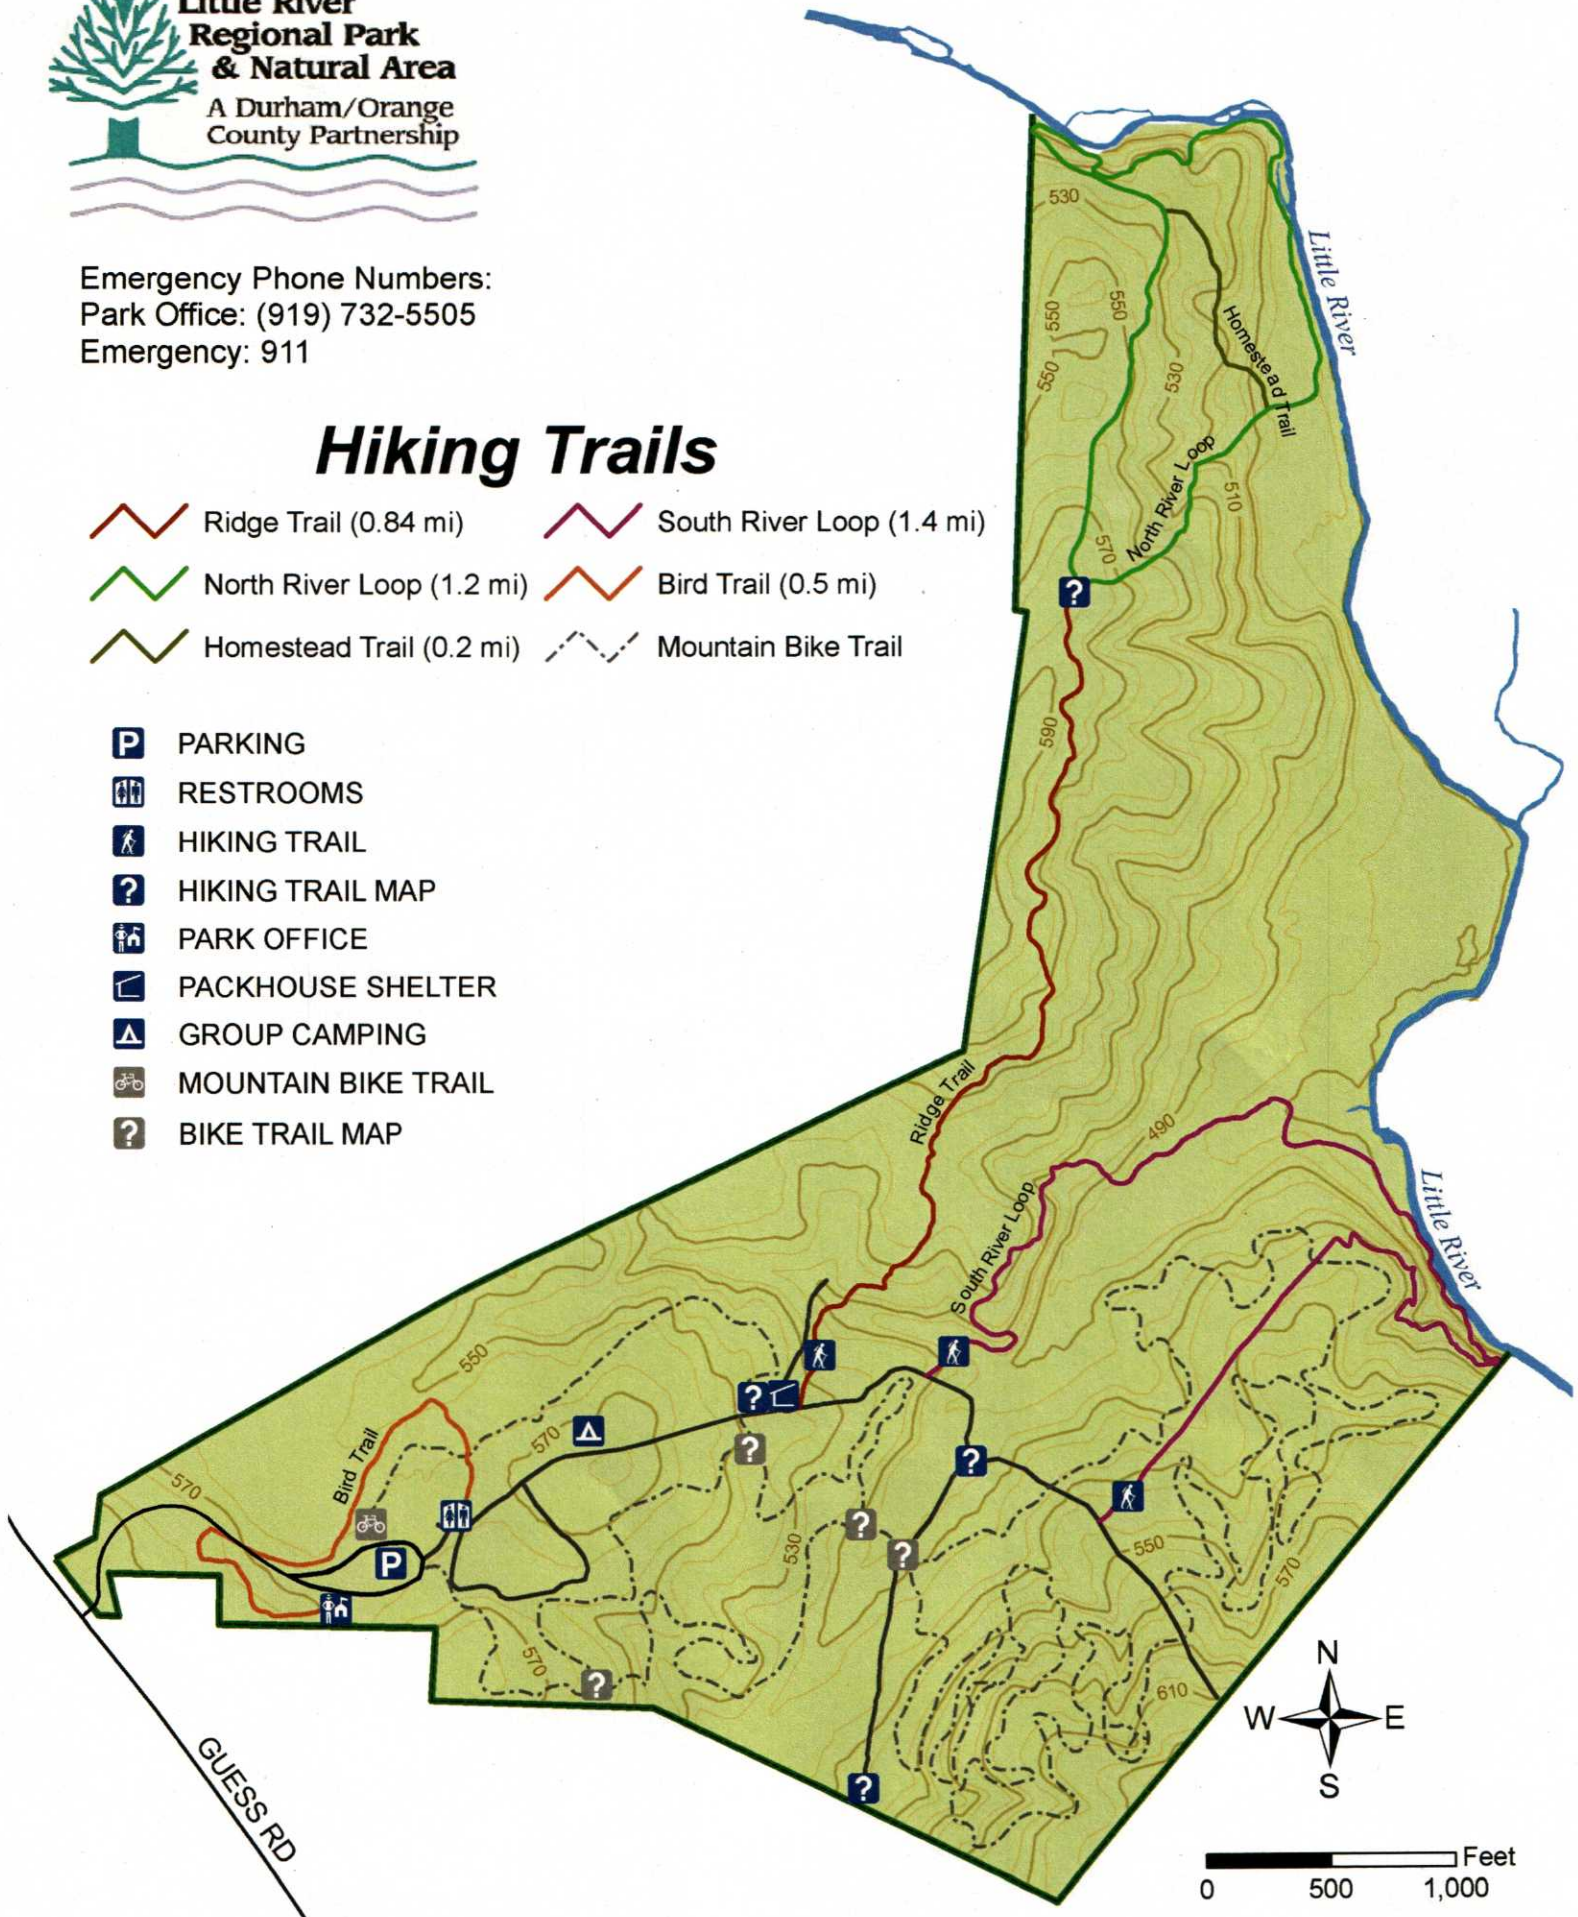 Little River
Regional Park
& Natural Area
A Durham/Orange
County Partnership
Emergency Phone Numbers:
Park Office: (919) 732-5505
Emergency: 911
Hiking Trails
Ridge Trail (0.84 mi)
South River Loop (1.4 mi)
North River Loop (1.2 mi)
Bird Trail (0.5 mi)
Homestead Trail (0.2 mi)
Mountain Bike Trail
P PARKING
RESTROOMS
HIKING TRAIL
? HIKING TRAIL MAP
PARK OFFICE
PACKHOUSE SHELTER
GROUP CAMPING
MOUNTAIN BIKE TRAIL
? BIKE TRAIL MAP
530
Little River
550
550
550
530
Homestead Trail
North River Loop
510
570
?
590
Ridge Trail
490
South River Loop
Little River
550
?
570
?
Bird Trail
570
?
P
?
?
530
550
570
570
?
610
?
GUESS RD
N
W
E
S
Feet
0
500
1,000